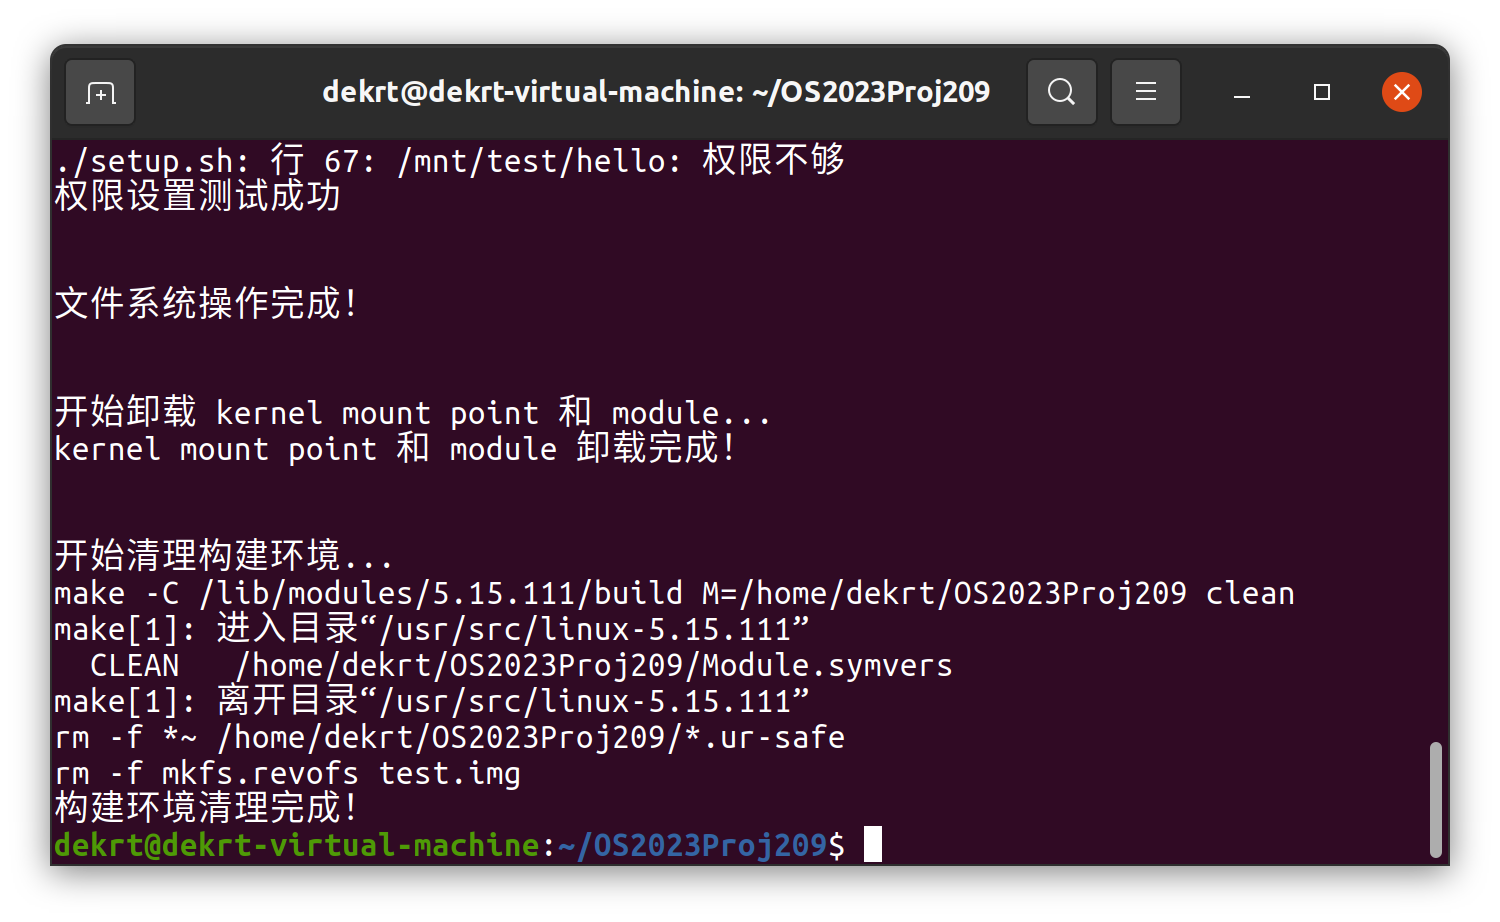 dekrt@dekrt-virtual-machine: ~/OS2023Proj209
./setup.sh: 行 67: /mnt/test/hello: 权限不够
权限设置测试成功
文件系统操作完成！
开始卸载 kernel mount point 和 module...
kernel mount point 和 module 卸载完成！
开始清理构建环境...
make -C /lib/modules/5.15.111/build M=/home/dekrt/OS2023Proj209 clean
make[1]: 进入目录“/usr/src/linux-5.15.111”
  CLEAN   /home/dekrt/OS2023Proj209/Module.symvers
make[1]: 离开目录“/usr/src/linux-5.15.111”
rm -f *~ /home/dekrt/OS2023Proj209/*.ur-safe
rm -f mkfs.revofs test.img
构建环境清理完成！
dekrt@dekrt-virtual-machine:~/OS2023Proj209$